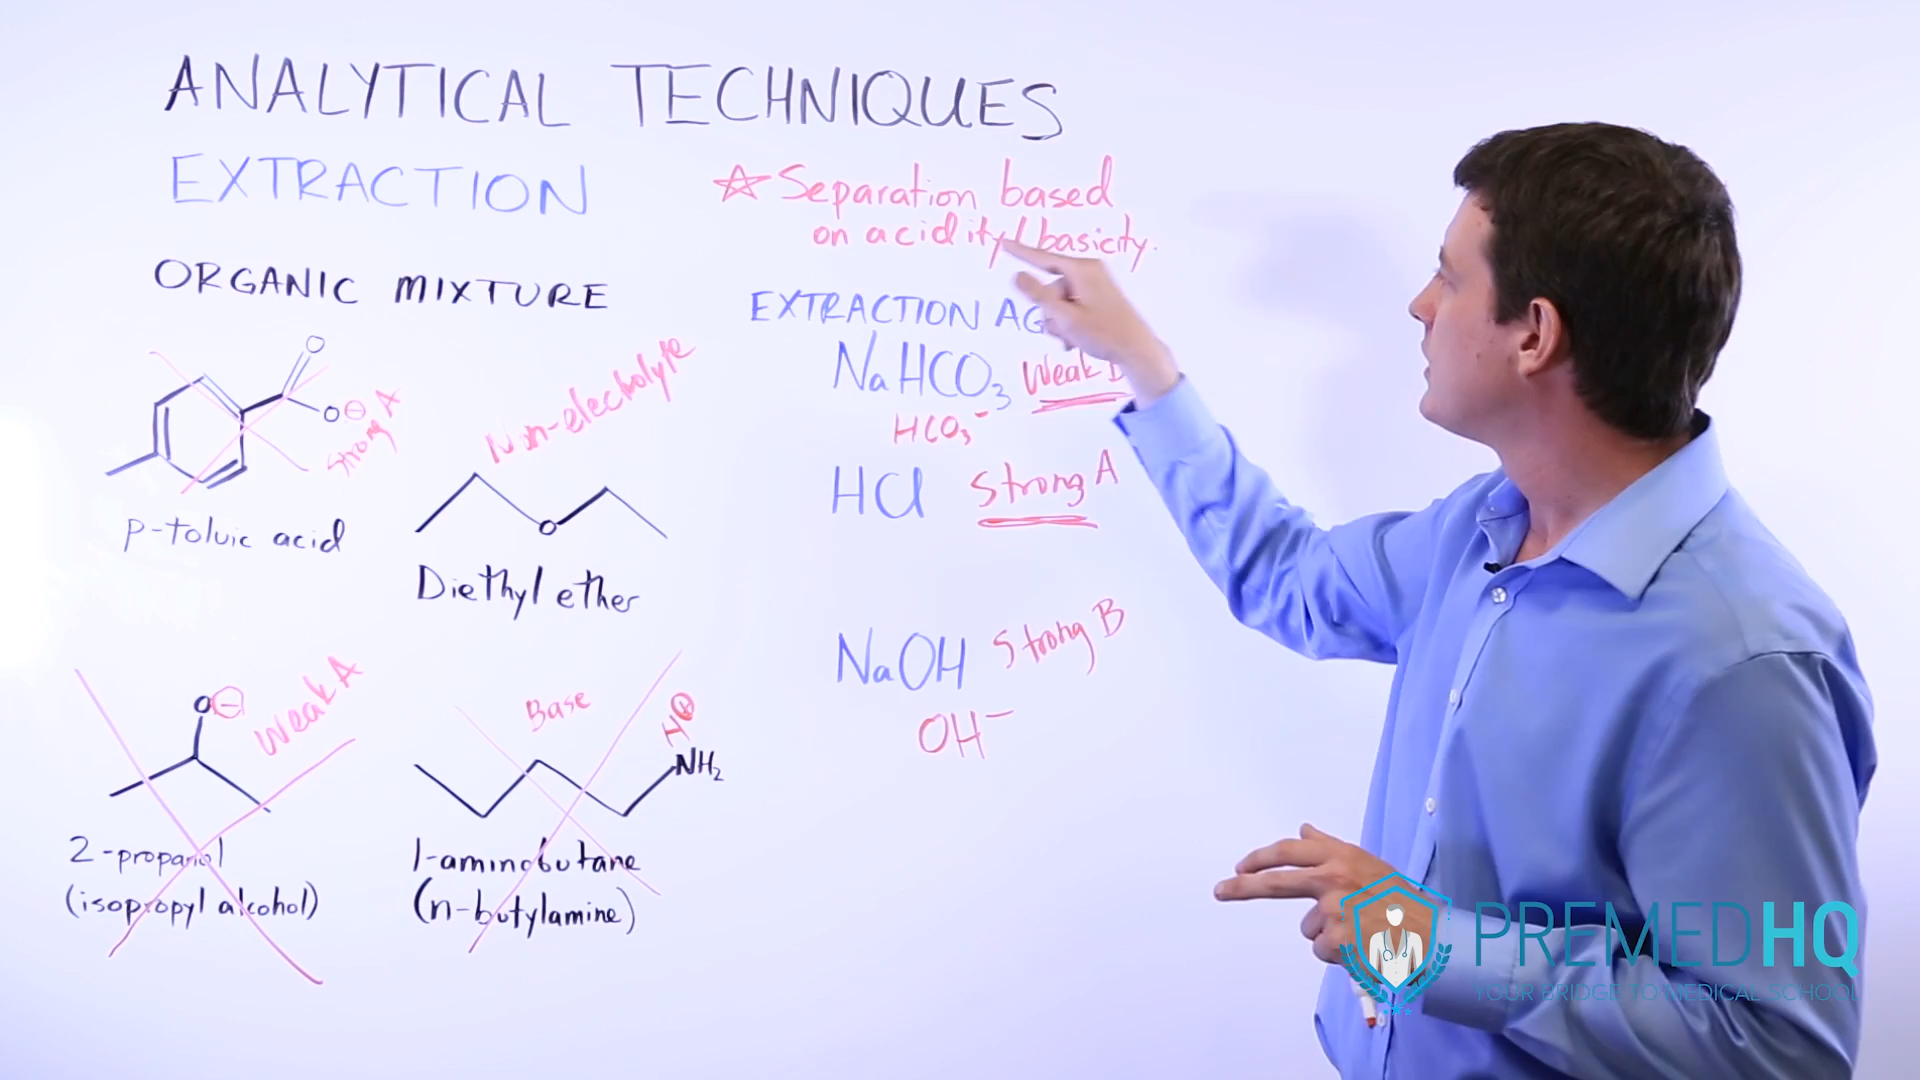 ANALYTICAL TECHNIQUES
EXTRACTION
☆ Separation based
on acidity/basicity.
ORGANIC MIXTURE
O
O⊖
Strong A
p-toluic acid
Non-electrolyte
O
Diethyl ether
O⊖
Weak A
2-propanol
(isopropyl alcohol)
Base
H⊕
NH₂
1-aminobutane
(n-butylamine)
EXTRACTION AG
NaHCO₃ Weak B
HCO₃⁻
HCl Strong A
NaOH Strong B
OH⁻
PREMEDHQ
YOUR BRIDGE TO MEDICAL SCHOOL